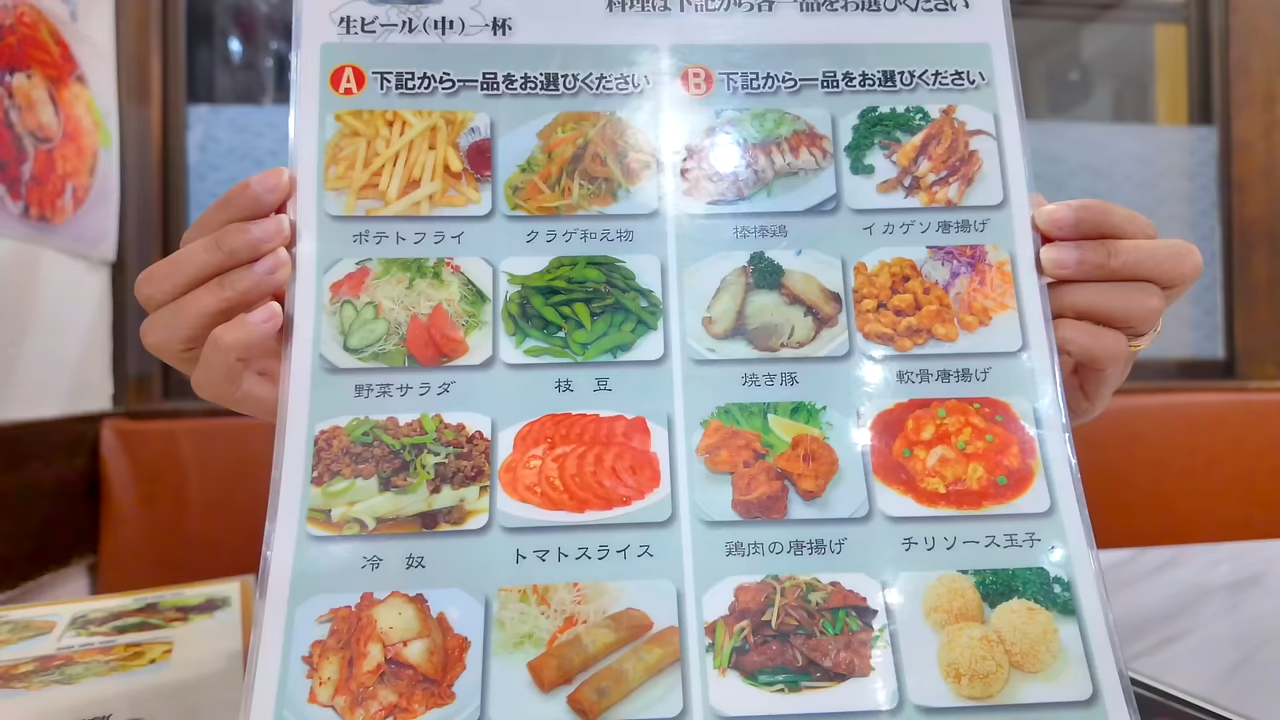 料理は下記から各一品をお選びください
生ビール(中)一杯
A 下記から一品をお選びください
B 下記から一品をお選びください
ポテトフライ
クラゲ和え物
棒棒鶏
イカゲソ唐揚げ
野菜サラダ
枝 豆
焼き豚
軟骨唐揚げ
冷 奴
トマトスライス
鶏肉の唐揚げ
チリソース玉子